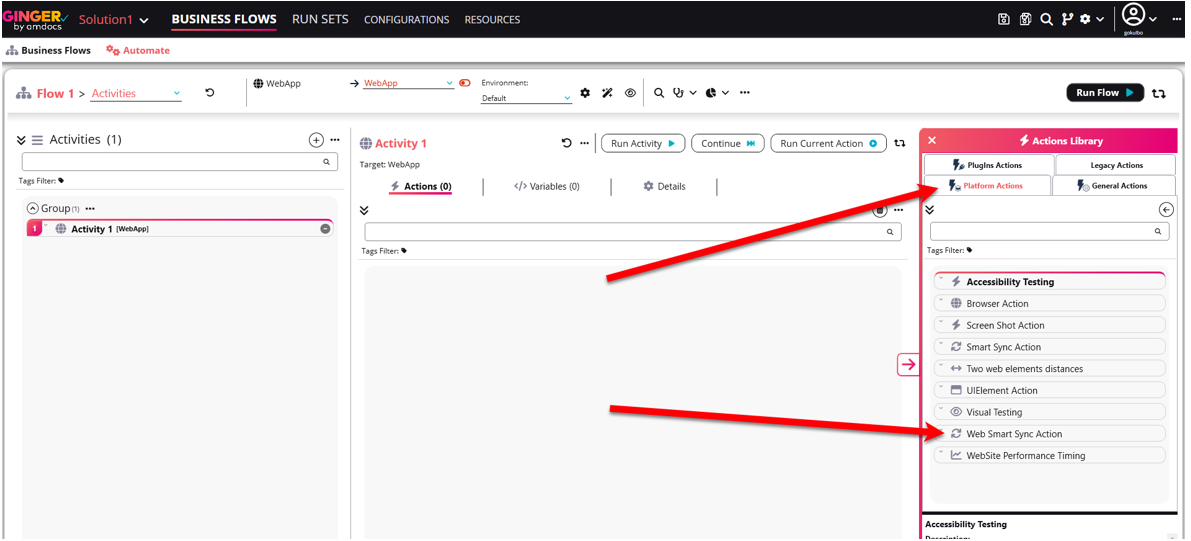 GINGER
by amdocs
Solution1
BUSINESS FLOWS
RUN SETS
CONFIGURATIONS
RESOURCES
gokulbo
Business Flows
Automate
Flow 1 >
Activities
WebApp
WebApp
Environment:
Default
Run Flow
Activities (1)
Tags Filter:
Group(1)
1
Activity 1 [WebApp]
Activity 1
Run Activity
Continue
Run Current Action
Target: WebApp
Actions (0)
</> Variables (0)
Details
Tags Filter:
Actions Library
PlugIns Actions
Legacy Actions
Platform Actions
General Actions
Tags Filter:
Accessibility Testing
Browser Action
Screen Shot Action
Smart Sync Action
Two web elements distances
UIElement Action
Visual Testing
Web Smart Sync Action
WebSite Performance Timing
Accessibility Testing
Description: